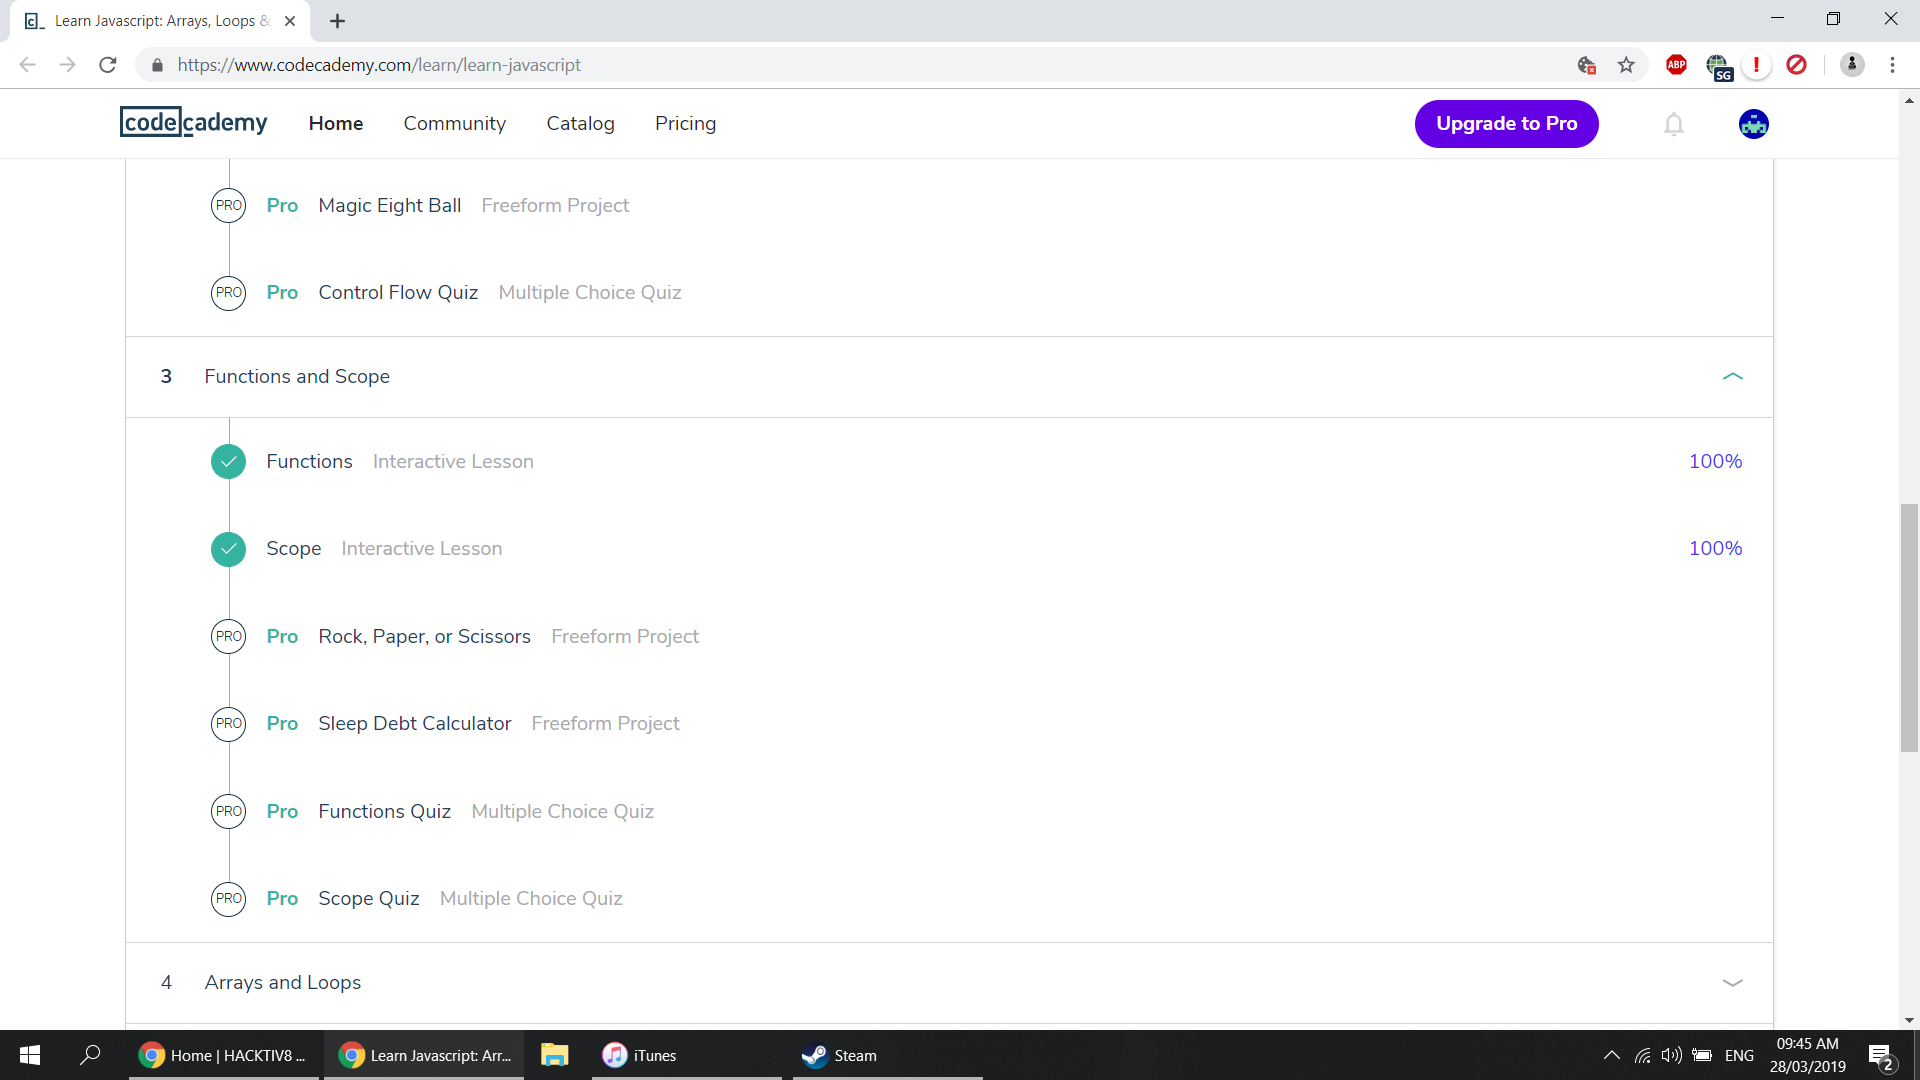 Learn Javascript: Arrays, Loops &
https://www.codecademy.com/learn/learn-javascript
ABP
SG
codecademy
Home
Community
Catalog
Pricing
Upgrade to Pro
PRO Pro Magic Eight Ball Freeform Project
PRO Pro Control Flow Quiz Multiple Choice Quiz
3 Functions and Scope
Functions Interactive Lesson 100%
Scope Interactive Lesson 100%
PRO Pro Rock, Paper, or Scissors Freeform Project
PRO Pro Sleep Debt Calculator Freeform Project
PRO Pro Functions Quiz Multiple Choice Quiz
PRO Pro Scope Quiz Multiple Choice Quiz
4 Arrays and Loops
Home | HACKTIV8 ...
Learn Javascript: Arr...
iTunes
Steam
ENG
09:45 AM
28/03/2019
2